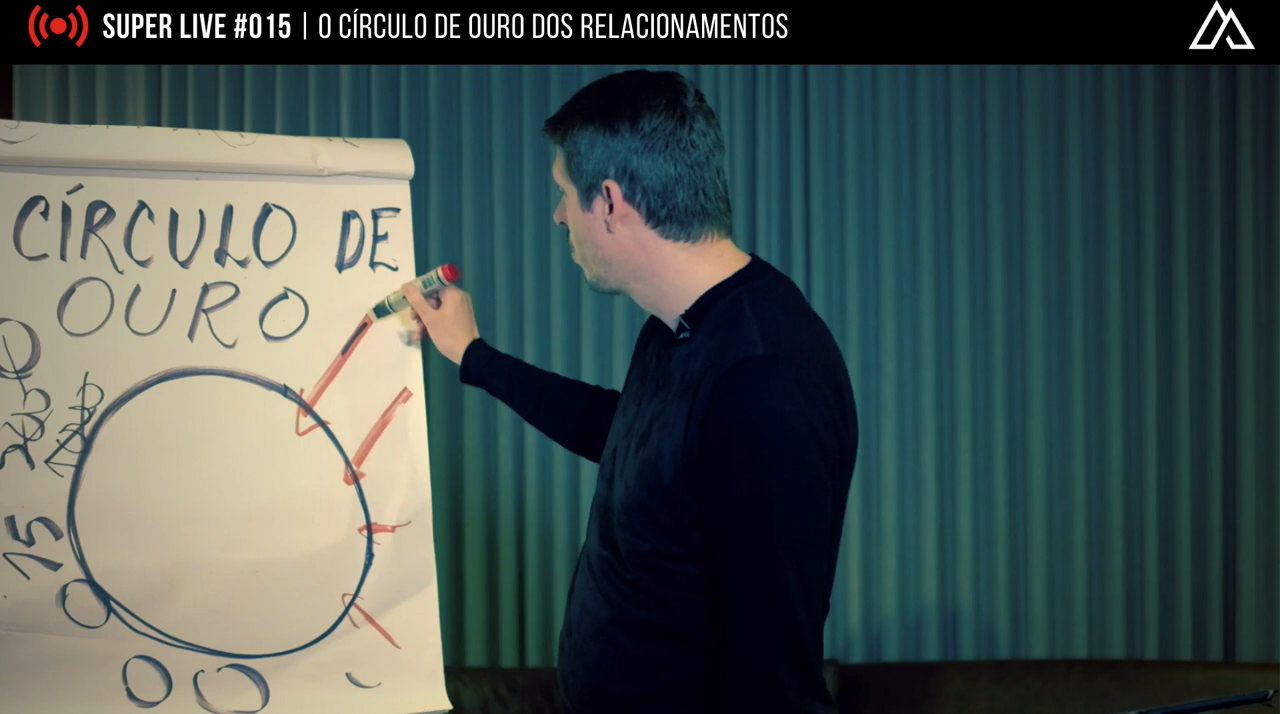 SUPER LIVE #015 | O CÍRCULO DE OURO DOS RELACIONAMENTOS
CÍRCULO DE
OURO
15